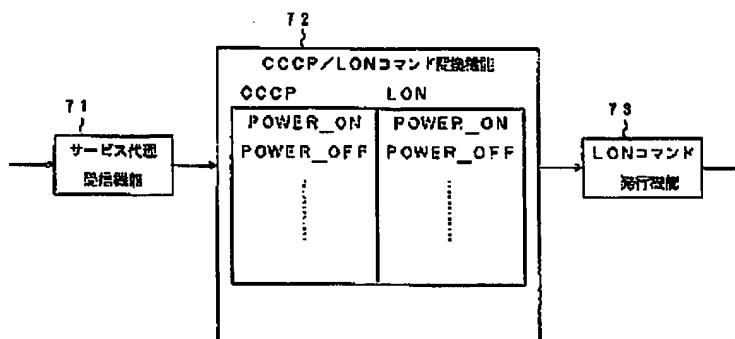 72
CCCP/LONコマンド変換機能
CCCP LON
71
73
POWER_ON POWER_ON
サービス代理
受信機能
POWER_OFF POWER_OFF
LONコマンド
発行機能